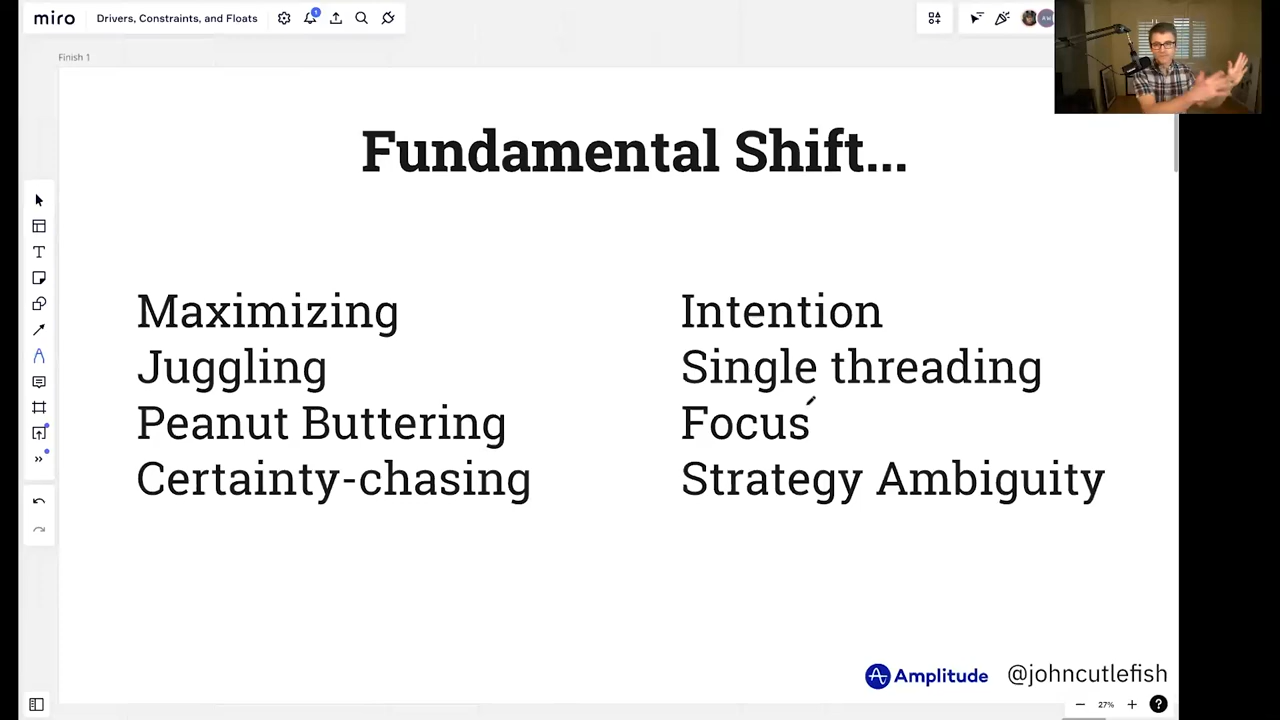 miro Drivers, Constraints, and Floats
1
Finish 1
Fundamental Shift...
Maximizing
Juggling
Peanut Buttering
Certainty-chasing
Intention
Single threading
Focus
Strategy Ambiguity
Amplitude @johncutlefish
27%